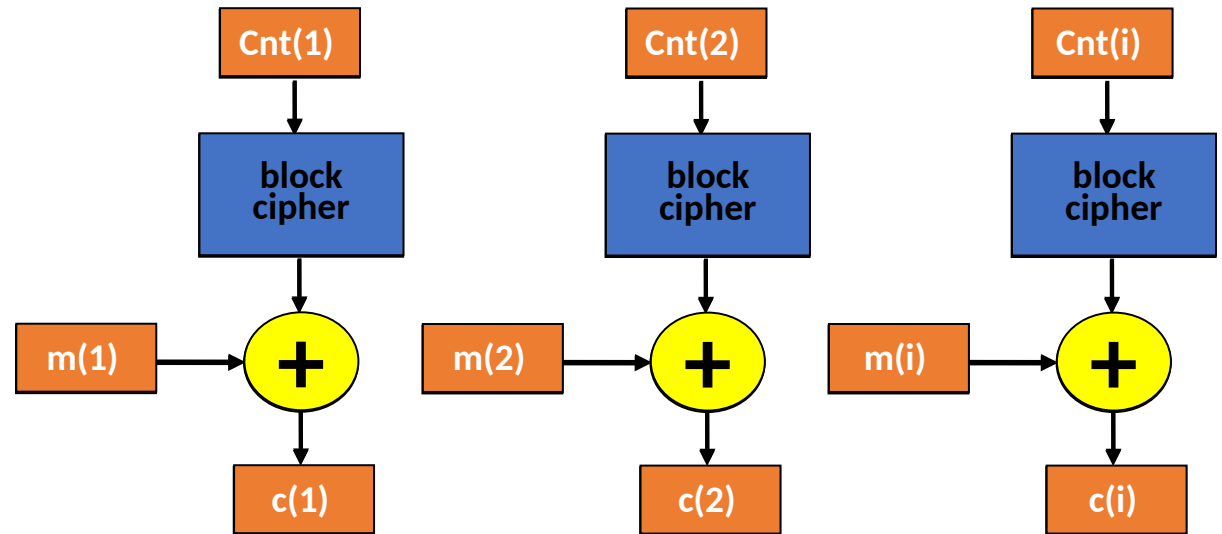 Cnt(1)
Cnt(2)
Cnt(i)
block
cipher
block
cipher
block
cipher
m(1)
+
m(2)
+
m(i)
+
c(1)
c(2)
c(i)